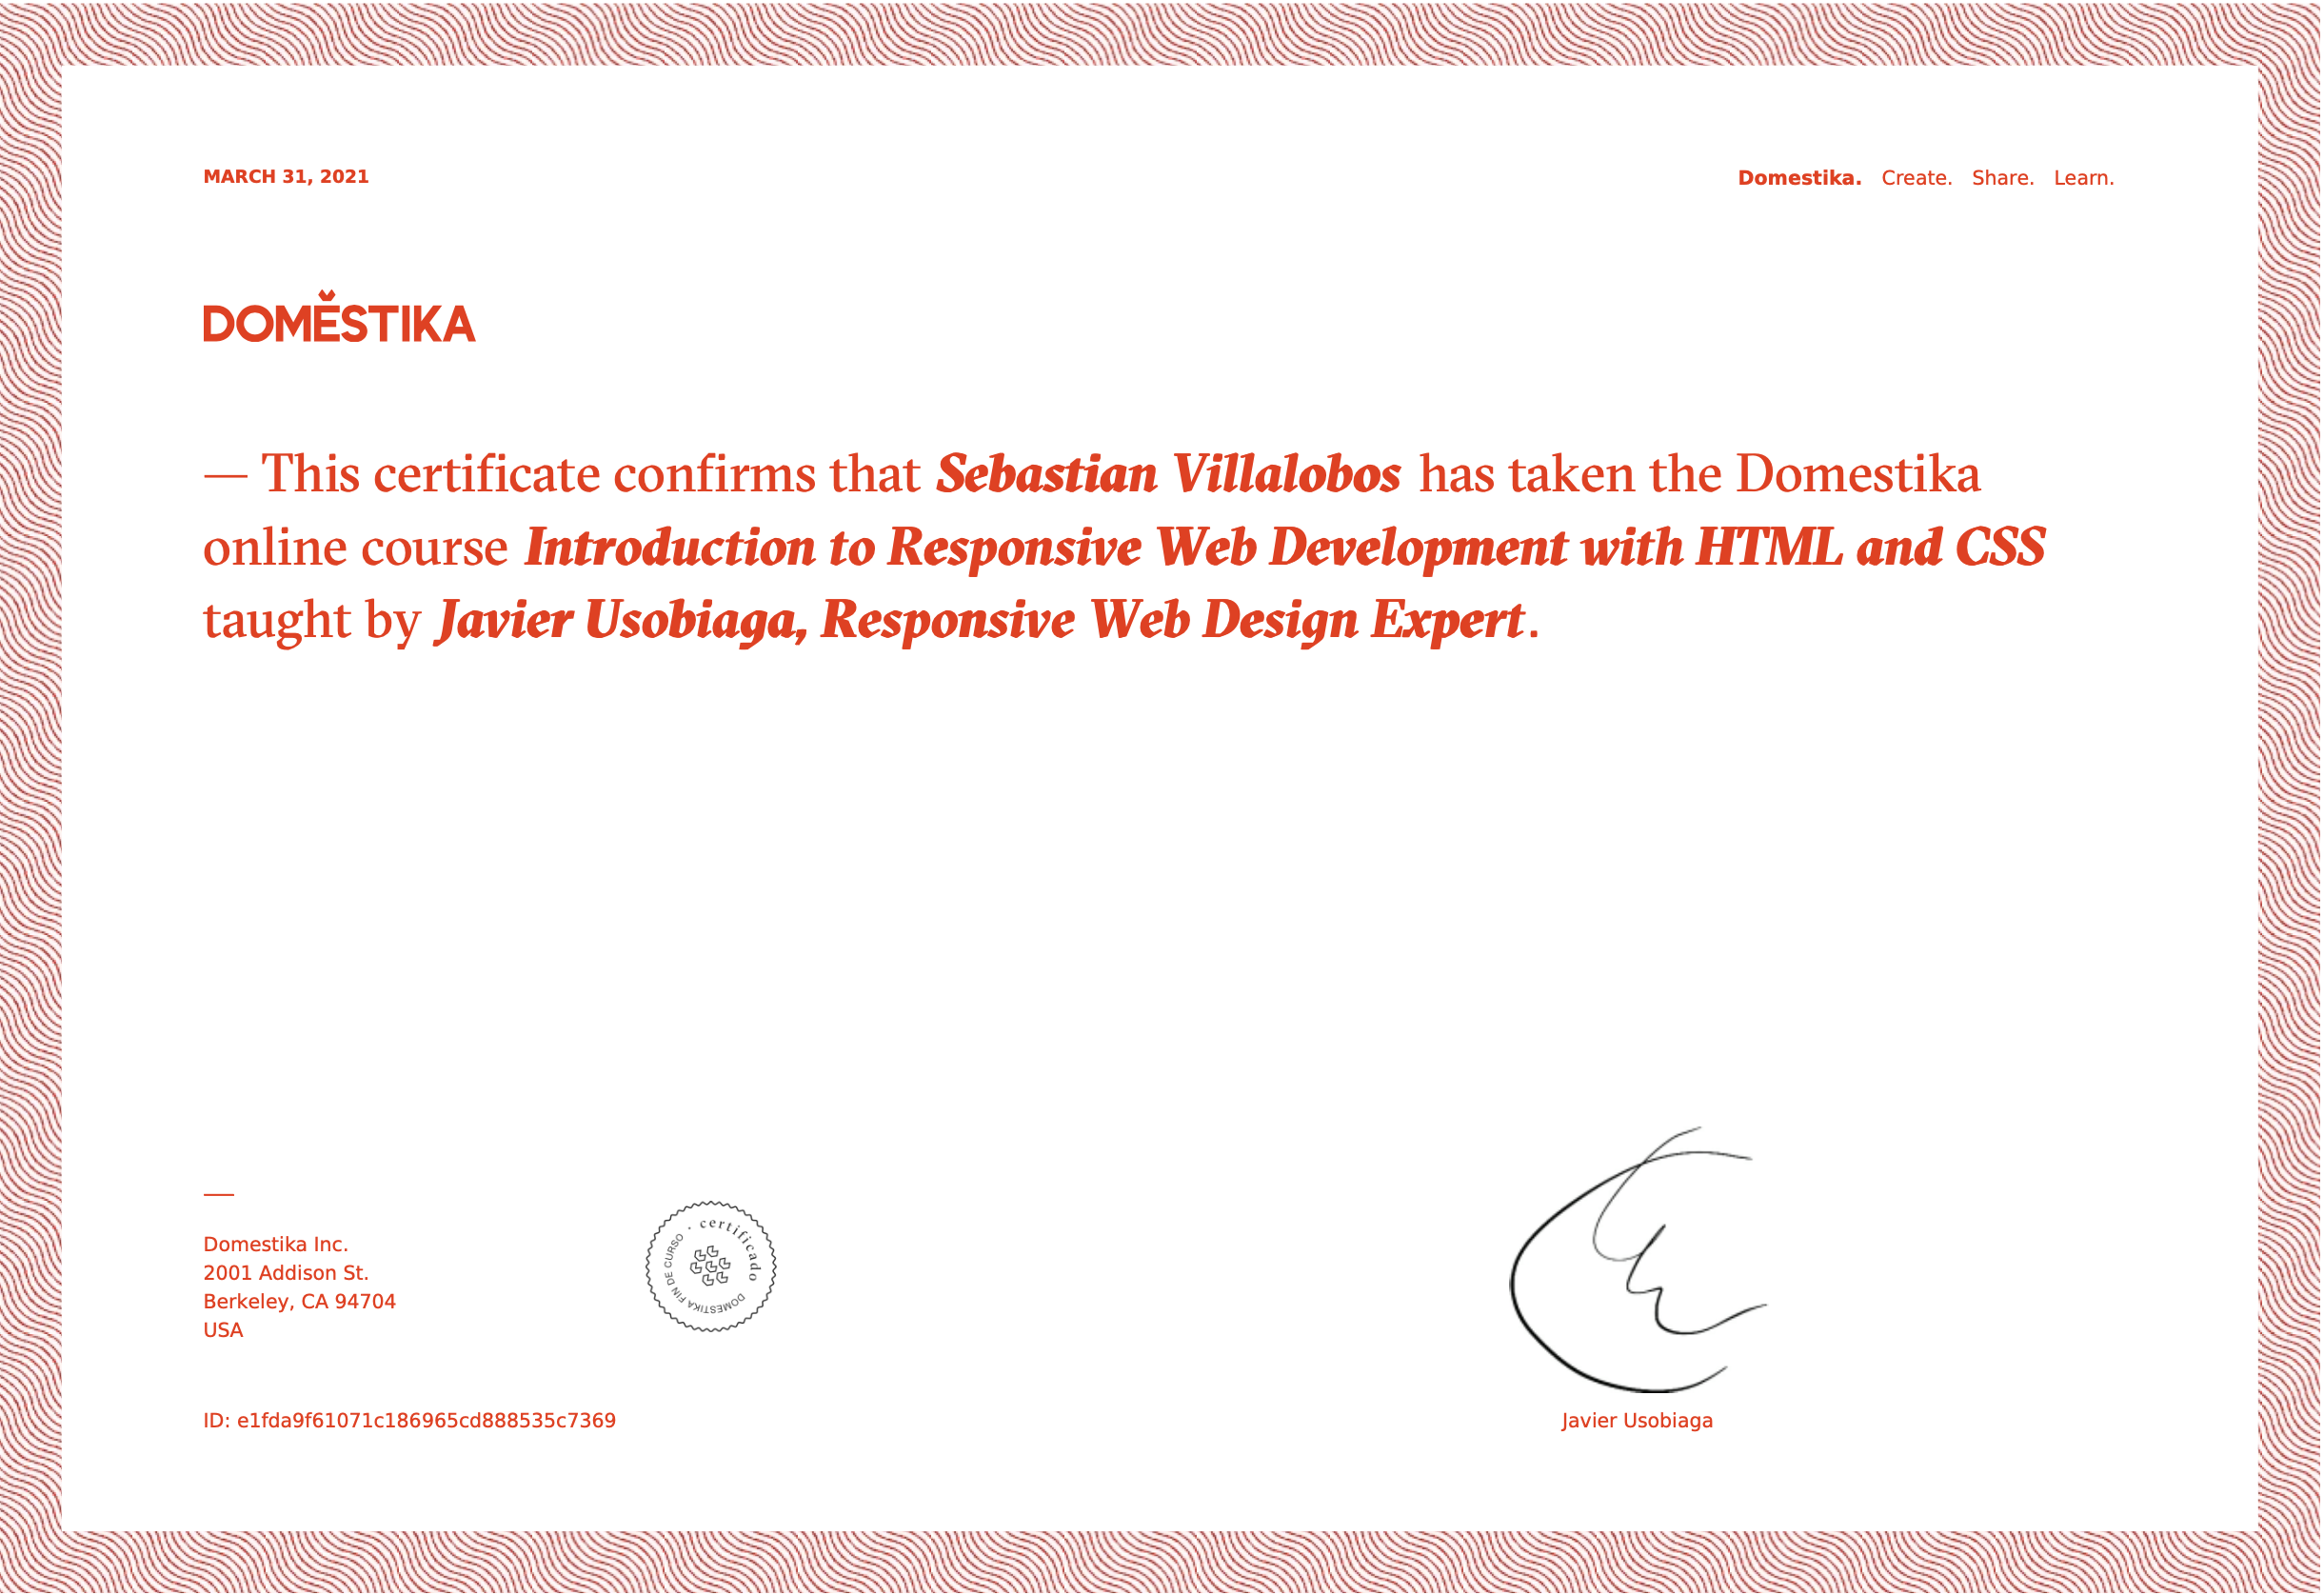 MARCH 31, 2021
Domestika. Create. Share. Learn.
DOMĚSTIKA
— This certificate confirms that Sebastian Villalobos has taken the Domestika
online course Introduction to Responsive Web Development with HTML and CSS
taught by Javier Usobiaga, Responsive Web Design Expert.
—
Domestika Inc.
2001 Addison St.
Berkeley, CA 94704
USA
· certificado
DOMESTIKA FIN DE CURSO
ID: e1fda9f61071c186965cd888535c7369
Javier Usobiaga